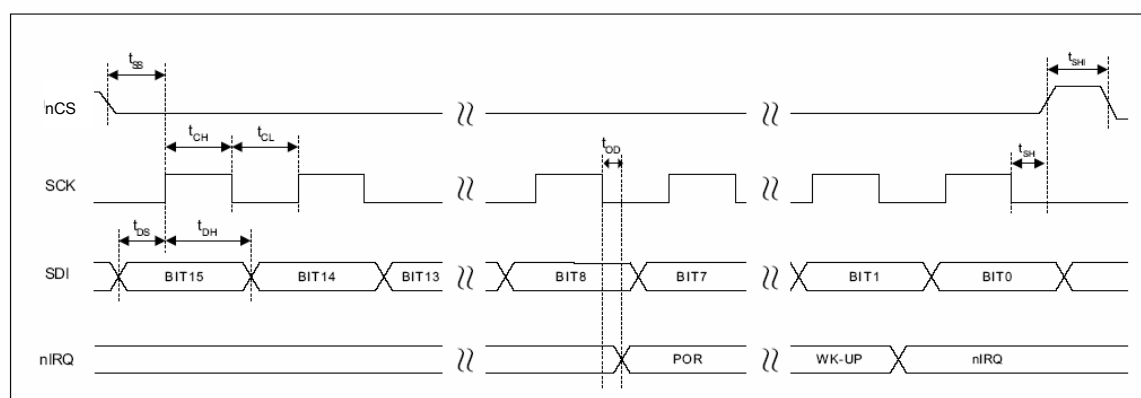 tSS
tSHI
nCS
tCH
tCL
tOD
tSH
SCK
tDS
tDH
SDI
BIT15
BIT14
BIT13
BIT8
BIT7
BIT1
BIT0
nIRQ
POR
WK-UP
nIRQ